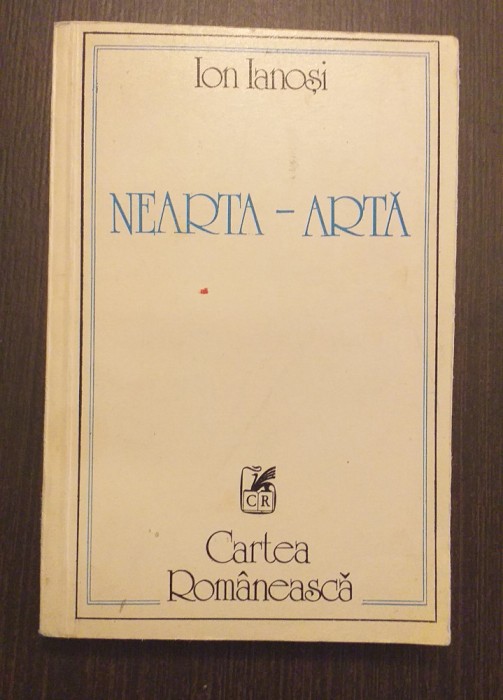 Ion Ianoși
NEARTA – ARTĂ
CR
Cartea
Românească